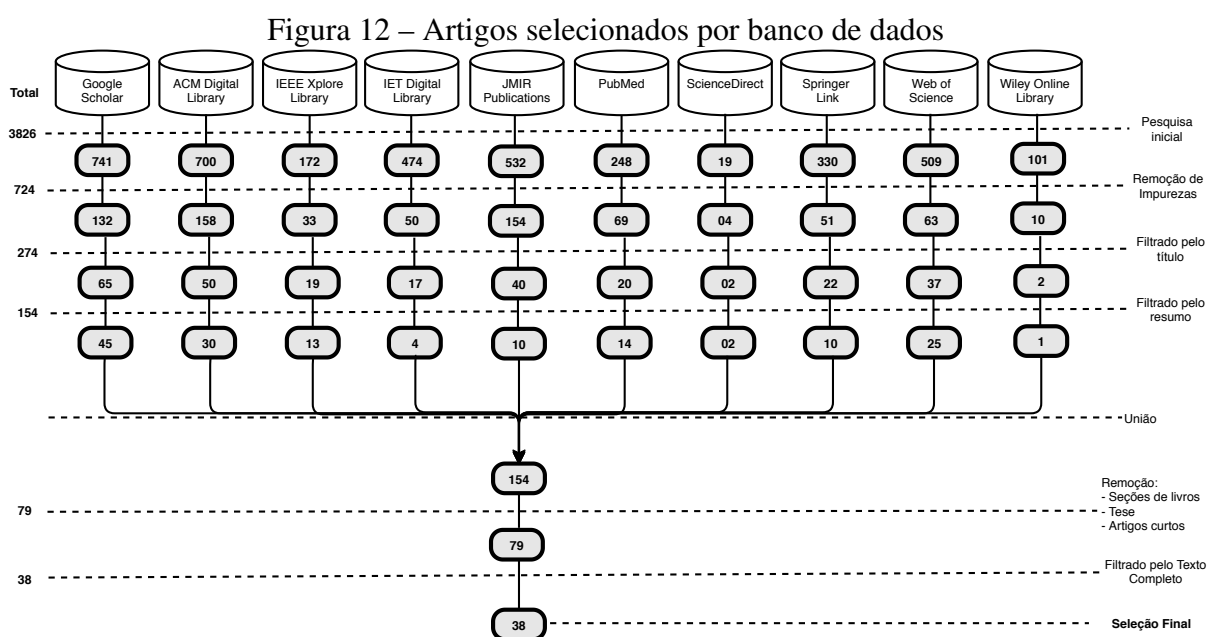 Figura 12 – Artigos selecionados por banco de dados
Google
Scholar
ACM Digital
Library
IEEE Xplore
Library
IET Digital
Library
JMIR
Publications
PubMed
ScienceDirect
Springer
Link
Web of
Science
Wiley Online
Library
Total
3826
Pesquisa
inicial
741 700 172 474 532 248 19 330 509 101
724
Remoção de
Impurezas
132 158 33 50 154 69 04 51 63 10
274
Filtrado pelo
título
65 50 19 17 40 20 02 22 37 2
154
Filtrado pelo
resumo
45 30 13 4 10 14 02 10 25 1
União
154
79
Remoção:
- Seções de livros
- Tese
- Artigos curtos
79
38
Filtrado pelo Texto
Completo
38
Seleção Final